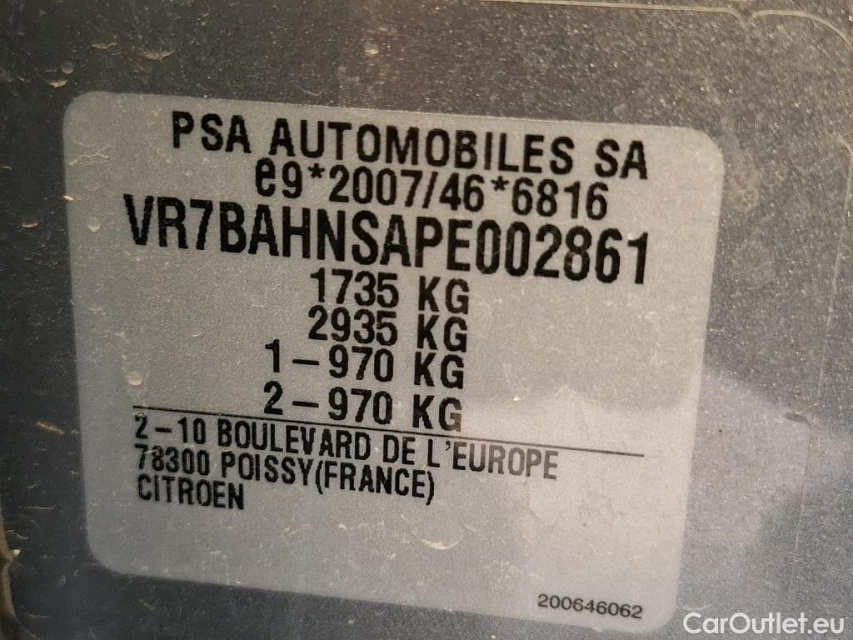 PSA AUTOMOBILES SA
e9*2007/46*6816
VR7BAHNSAPE002861
1735 KG
2935 KG
1-970 KG
2-970 KG
2-10 BOULEVARD DE L'EUROPE
78300 POISSY(FRANCE)
CITROEN
200646062
CarOutlet.eu